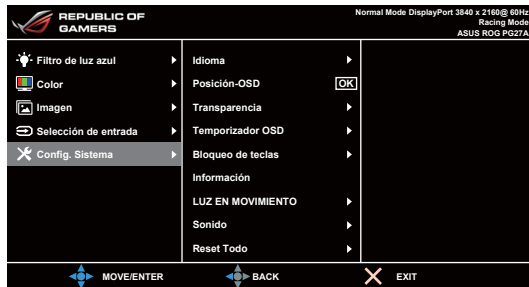 REPUBLIC OF
GAMERS
Normal Mode DisplayPort 3840 x 2160@ 60Hz
Racing Mode
ASUS ROG PG27A
Filtro de luz azul
Color
Imagen
Selección de entrada
Config. Sistema
Idioma
Posición-OSD OK
Transparencia
Temporizador OSD
Bloqueo de teclas
Información
LUZ EN MOVIMIENTO
Sonido
Reset Todo
MOVE/ENTER BACK EXIT